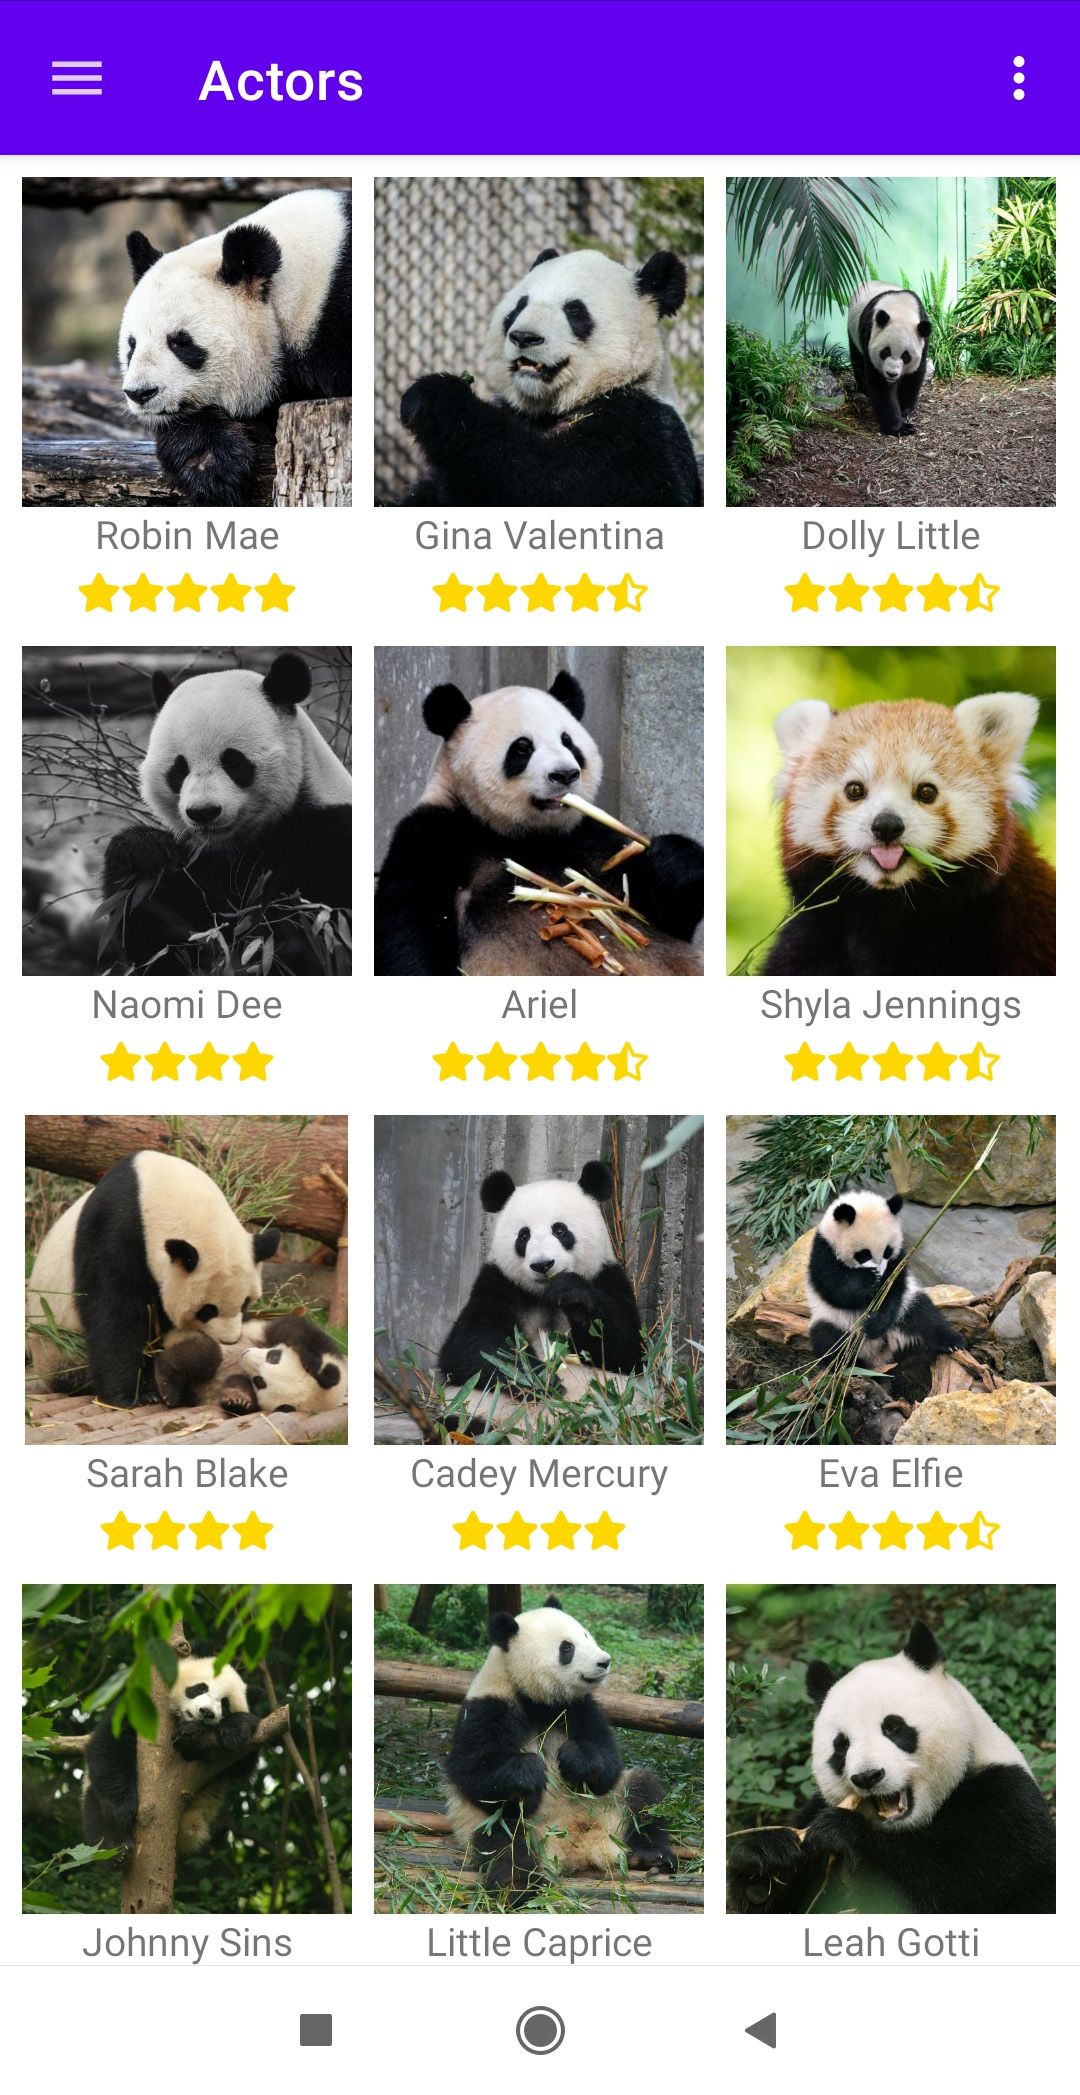 Actors
Robin Mae
Gina Valentina
Dolly Little
Naomi Dee
Ariel
Shyla Jennings
Sarah Blake
Cadey Mercury
Eva Elfie
Johnny Sins
Little Caprice
Leah Gotti